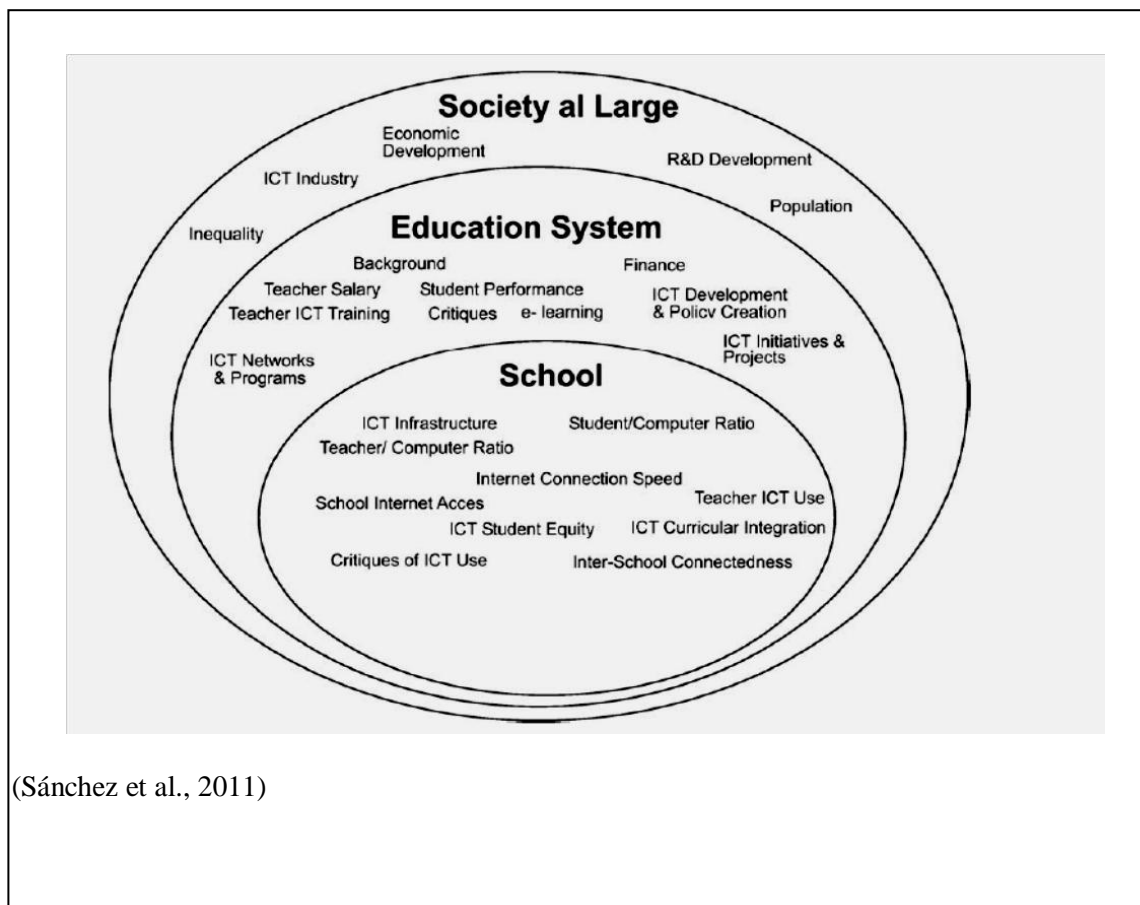 Society al Large
Economic
Development
R&D Development
ICT Industry
Population
Inequality
Education System
Background
Finance
Teacher Salary
Student Performance
ICT Development
& Policv Creation
Teacher ICT Training
Critiques
e- learning
ICT Initiatives &
Projects
ICT Networks
& Programs
School
ICT Infrastructure
Student/Computer Ratio
Teacher/ Computer Ratio
Internet Connection Speed
Teacher ICT Use
School Internet Acces
ICT Student Equity
ICT Curricular Integration
Critiques of ICT Use
Inter-School Connectedness
(Sánchez et al., 2011)